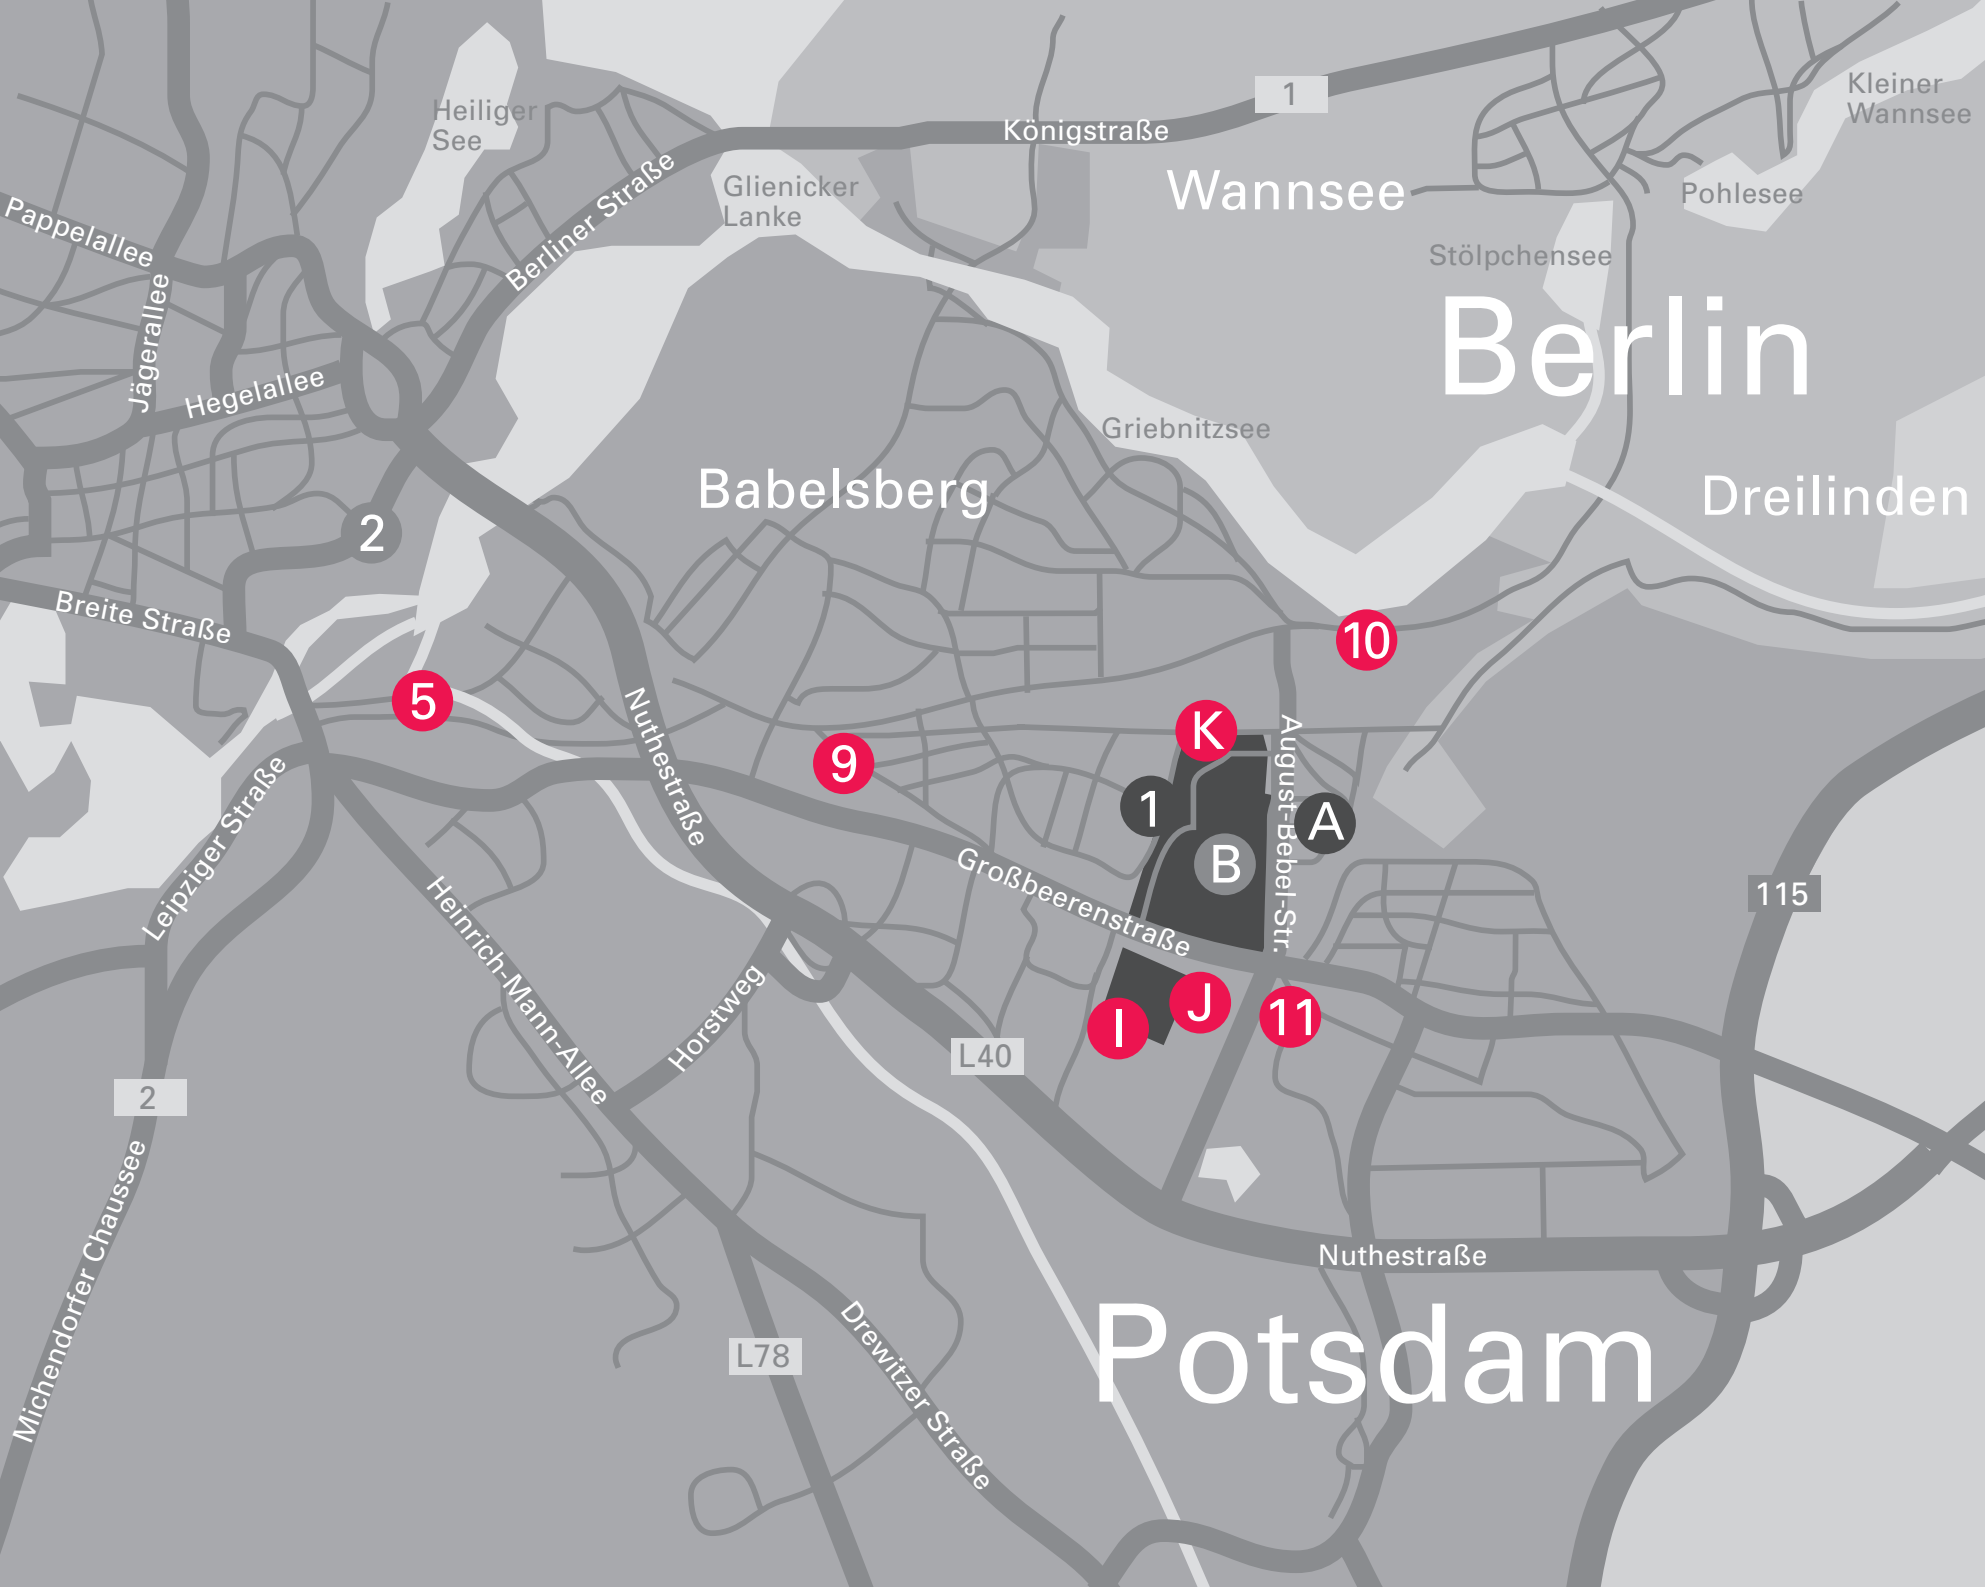 1
Kleiner
Wannsee
Heiliger
See
Königstraße
Glienicker
Lanke
Wannsee
Pohlesee
Berliner Straße
Pappelallee
Stölpchensee
Berlin
Jägerallee
Hegelallee
Griebnitzsee
Babelsberg
Dreilinden
2
Breite Straße
10
5
K
9
Nuthestraße
August-Bebel-Str.
1
A
B
Leipziger Straße
Großbeerenstraße
115
Heinrich-Mann-Allee
Horstweg
J
11
I
L40
2
Michendorfer Chaussee
Nuthestraße
Potsdam
L78
Drewitzer Straße